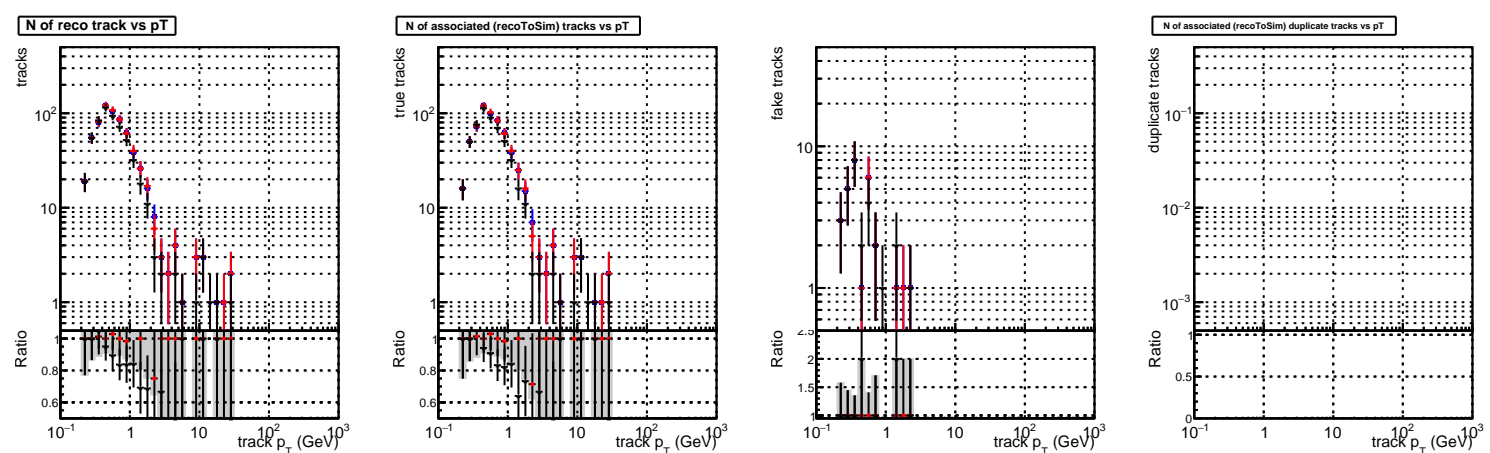 N of reco track vs pT
tracks
10²
10
1
Ratio
1
0.8
0.6
10⁻¹ 1 10 10² 10³
track p_T (GeV)
N of associated (recoToSim) tracks vs pT
true tracks
10²
10
1
Ratio
1
0.8
0.6
10⁻¹ 1 10 10² 10³
track p_T (GeV)
fake tracks
10
1
Ratio
2.5
2
1.5
1
10⁻¹ 1 10 10² 10³
track p_T (GeV)
N of associated (recoToSim) duplicate tracks vs pT
duplicate tracks
10⁻¹
10⁻²
10⁻³
Ratio
1
0.5
0
10⁻¹ 1 10 10² 10³
track p_T (GeV)